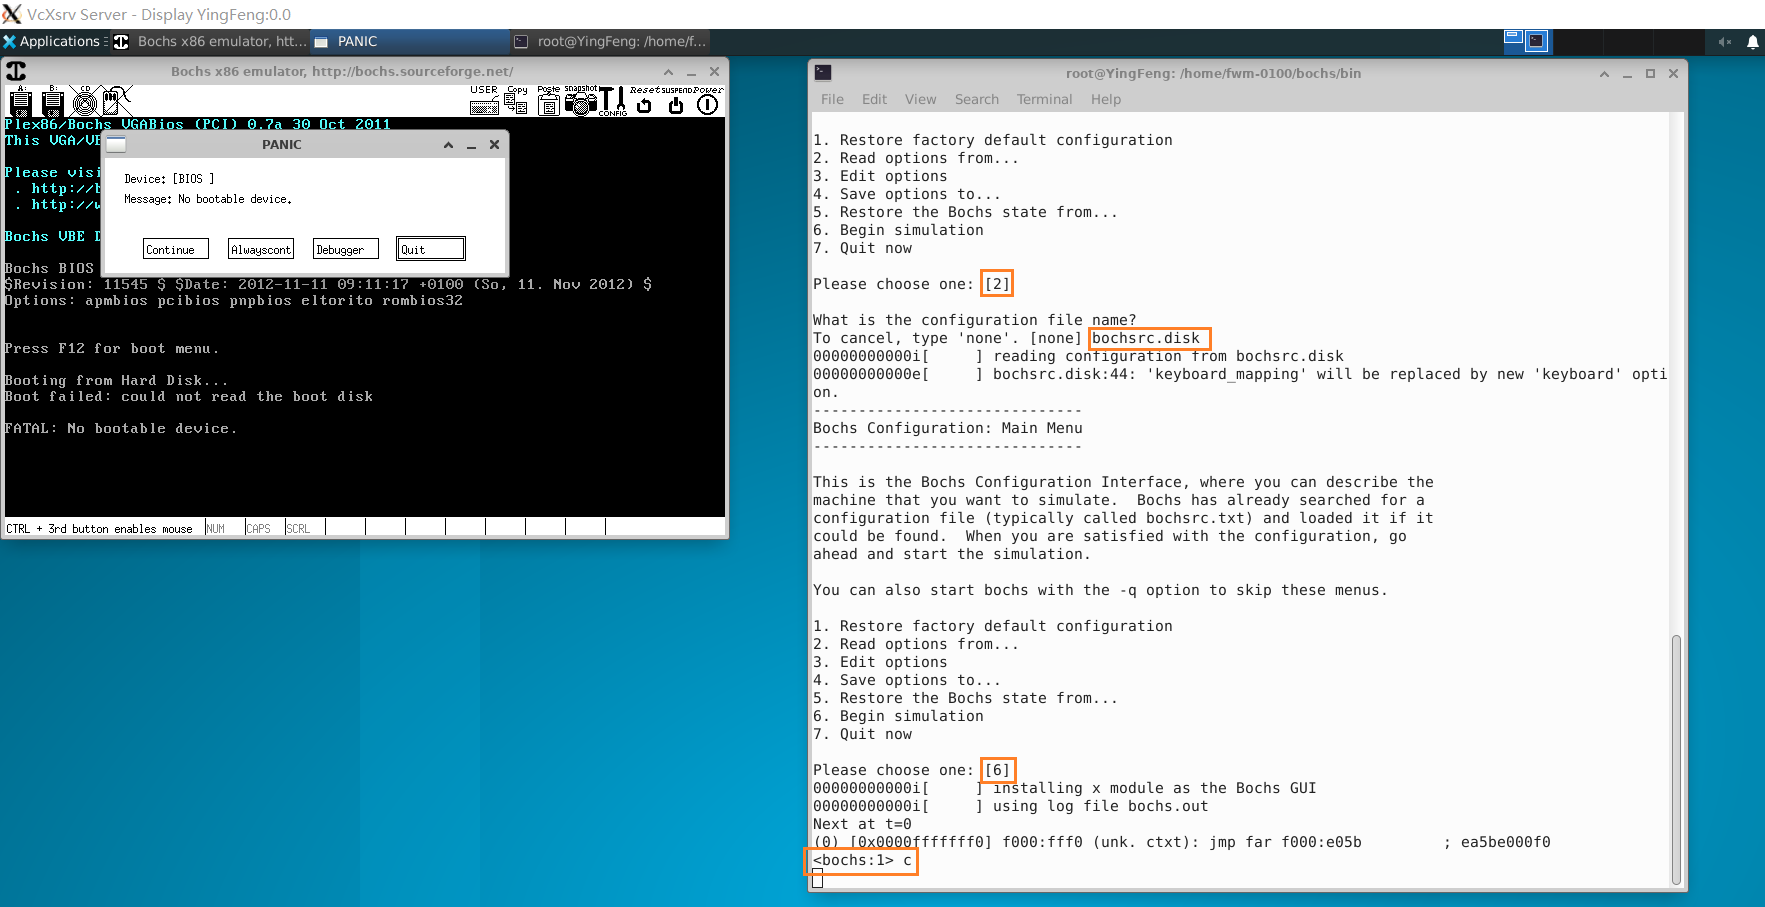 VcXsrv Server - Display YingFeng:0.0
Applications
Bochs x86 emulator, htt...
PANIC
root@YingFeng: /home/f...
Bochs x86 emulator, http://bochs.sourceforge.net/
A:
B:
CD
USER
Copy
Paste
snapshot
CONFIG
Reset
SUSPEND
Power
Plex86/Bochs VGABios (PCI) 0.7a 30 Oct 2011
This VGA/VB
Please visi
. http://b
. http://w
Bochs VBE D
Bochs BIOS
$Revision: 11545 $ $Date: 2012-11-11 09:11:17 +0100 (So, 11. Nov 2012) $
Options: apmbios pcibios pnpbios eltorito rombios32
Press F12 for boot menu.
Booting from Hard Disk...
Boot failed: could not read the boot disk
FATAL: No bootable device.
CTRL + 3rd button enables mouse
NUM
CAPS
SCRL
PANIC
Device: [BIOS ]
Message: No bootable device.
Continue
Alwayscont
Debugger
Quit
root@YingFeng: /home/fwm-0100/bochs/bin
File Edit View Search Terminal Help
1. Restore factory default configuration
2. Read options from...
3. Edit options
4. Save options to...
5. Restore the Bochs state from...
6. Begin simulation
7. Quit now
Please choose one: [2]
What is the configuration file name?
To cancel, type 'none'. [none] bochsrc.disk
00000000000i[     ] reading configuration from bochsrc.disk
00000000000e[     ] bochsrc.disk:44: 'keyboard_mapping' will be replaced by new 'keyboard' opti
on.
------------------------------
Bochs Configuration: Main Menu
------------------------------
This is the Bochs Configuration Interface, where you can describe the
machine that you want to simulate.  Bochs has already searched for a
configuration file (typically called bochsrc.txt) and loaded it if it
could be found.  When you are satisfied with the configuration, go
ahead and start the simulation.
You can also start bochs with the -q option to skip these menus.
1. Restore factory default configuration
2. Read options from...
3. Edit options
4. Save options to...
5. Restore the Bochs state from...
6. Begin simulation
7. Quit now
Please choose one: [6]
00000000000i[     ] installing x module as the Bochs GUI
00000000000i[     ] using log file bochs.out
Next at t=0
(0) [0x0000fffffff0] f000:fff0 (unk. ctxt): jmp far f000:e05b         ; ea5be000f0
<bochs:1> c